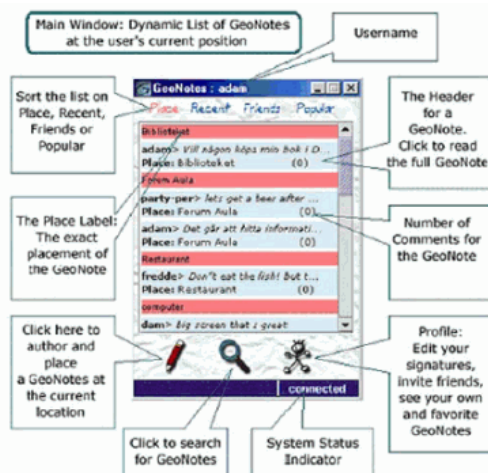 Main Window: Dynamic List of GeoNotes
at the user's current position
Username
Sort the list on
Place, Recent,
Friends or
Popular
GeoNotes : adam
Place Recent Friends Popular
Biblioteket
adam> Vill någon köpa min bok i D...
Place: Biblioteket (0)
Forum Aula
party-per> lets get a beer after ...
Place: Forum Aula (0)
adam> Det går att hitta informati...
Place: Forum Aula (0)
Restaurant
fredde> Don't eat the fish! but t...
Place: Restaurant (0)
computer
dam> big screen that s great
connected
The Header
for a
GeoNote.
Click to read
the full GeoNote
The Place Label:
The exact
placement of
the GeoNote
Number of
Comments for
the GeoNote
Click here to
author and
place
a GeoNotes at
the current
location
Profile:
Edit your
signatures,
invite friends,
see your own
and favorite
GeoNotes
Click to search
for GeoNotes
System Status
Indicator